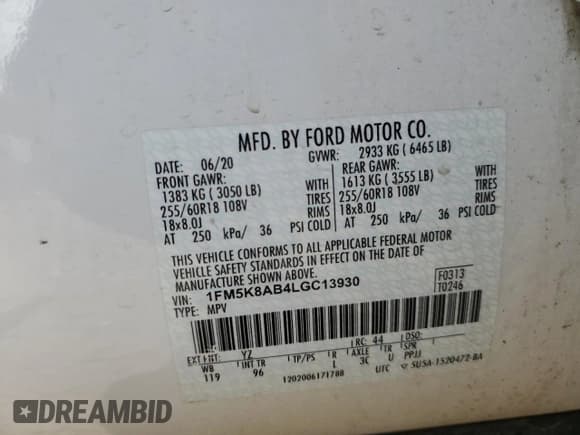 MFD. BY FORD MOTOR CO.
DATE: 06/20 GVWR: 2933 KG ( 6465 LB)
FRONT GAWR: REAR GAWR:
1383 KG ( 3050 LB) WITH 1613 KG ( 3555 LB) WITH
255/60R18 108V TIRES 255/60R18 108V TIRES
18x8.0J RIMS 18x8.0J RIMS
AT 250 kPa/ 36 PSI COLD AT 250 kPa/ 36 PSI COLD
THIS VEHICLE CONFORMS TO ALL APPLICABLE FEDERAL MOTOR
VEHICLE SAFETY STANDARDS IN EFFECT ON THE DATE OF
MANUFACTURE SHOWN ABOVE.
VIN: 1FM5K8AB4LGC13930
TYPE: MPV
F0313
T0246
EXT PNT: YZ RC: 44 DSO:
WB INT TR TP/PS R AXLE TR SPR
119 96 L 3C U PPJJ
1202006171788 UTC SUSA-1520472-BA
DREAMBID